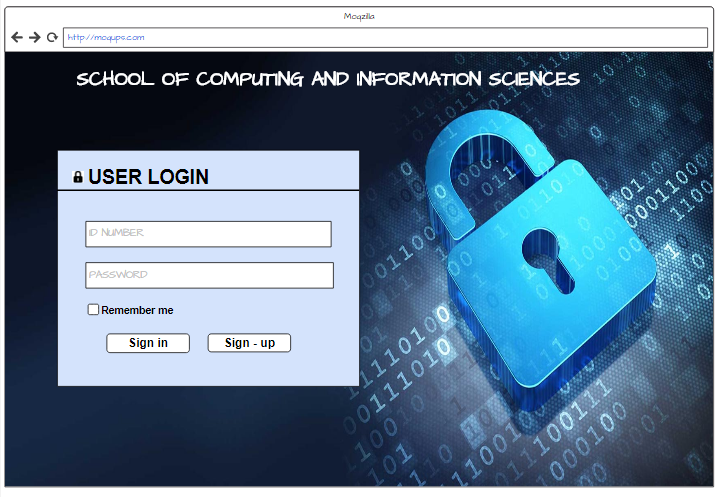 Moqzilla
http://moqups.com
SCHOOL OF COMPUTING AND INFORMATION SCIENCES
USER LOGIN
ID NUMBER
PASSWORD
Remember me
Sign in
Sign - up